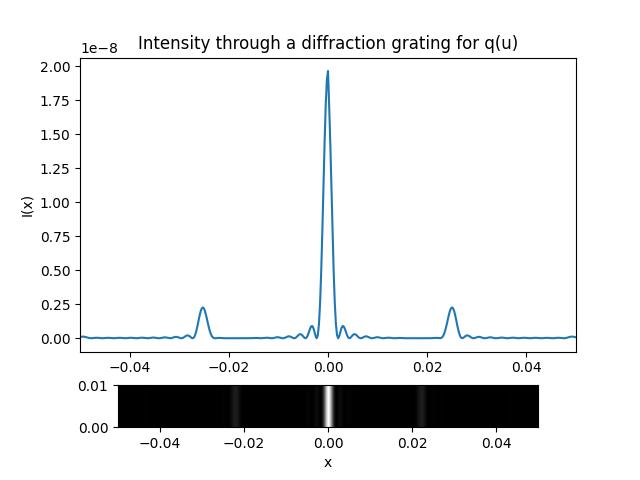 Intensity through a diffraction grating for q(u)
1e−8
2.00
1.75
1.50
1.25
1.00
0.75
0.50
0.25
0.00
I(x)
−0.04 −0.02 0.00 0.02 0.04
0.01
0.00
−0.04 −0.02 0.00 0.02 0.04
x